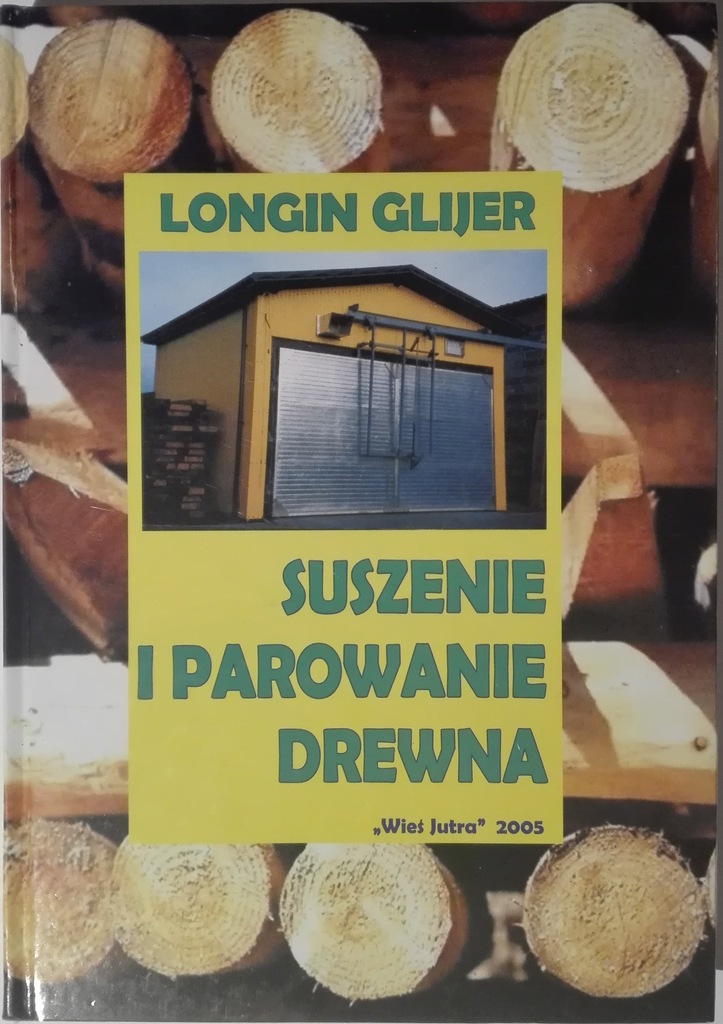 LONGIN GLIJER
SUSZENIE
I PAROWANIE
DREWNA
„Wieś Jutra” 2005